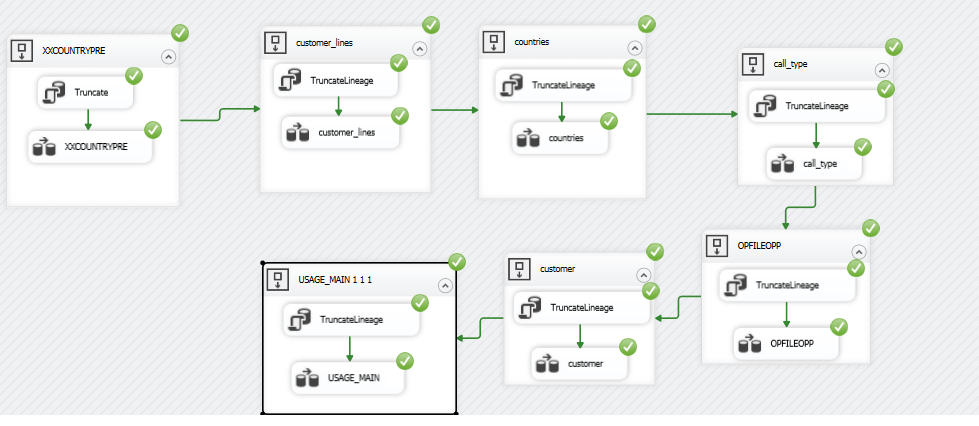 XXCOUNTRYPRE
Truncate
XXCOUNTRYPRE
customer_lines
TruncateLineage
customer_lines
countries
TruncateLineage
countries
call_type
TruncateLineage
call_type
OPFILEOPP
TruncateLineage
OPFILEOPP
customer
TruncateLineage
customer
USAGE_MAIN 1 1 1
TruncateLineage
USAGE_MAIN